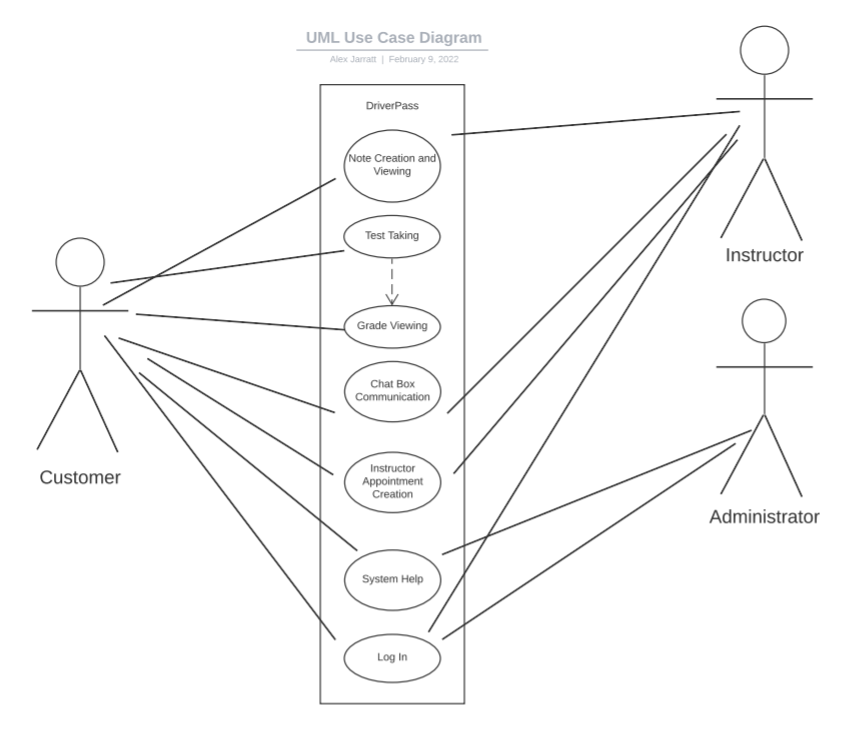 UML Use Case Diagram
Alex Jarratt | February 9, 2022
DriverPass
Note Creation and
Viewing
Test Taking
Grade Viewing
Chat Box
Communication
Instructor
Appointment
Creation
System Help
Log In
Customer
Instructor
Administrator